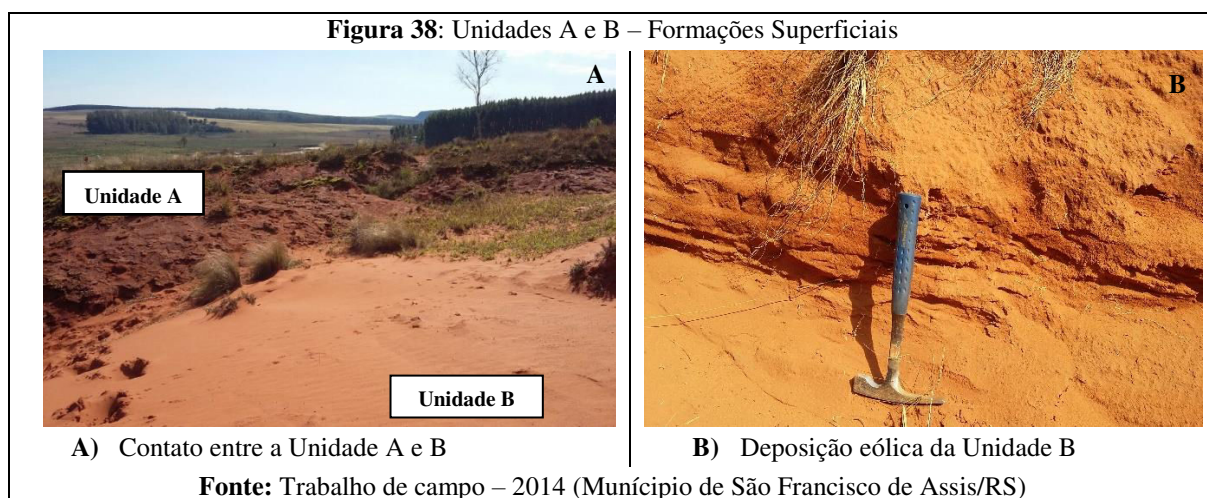 Figura 38: Unidades A e B – Formações Superficiais
A
Unidade A
Unidade B
B
A) Contato entre a Unidade A e B
B) Deposição eólica da Unidade B
Fonte: Trabalho de campo – 2014 (Munícipio de São Francisco de Assis/RS)